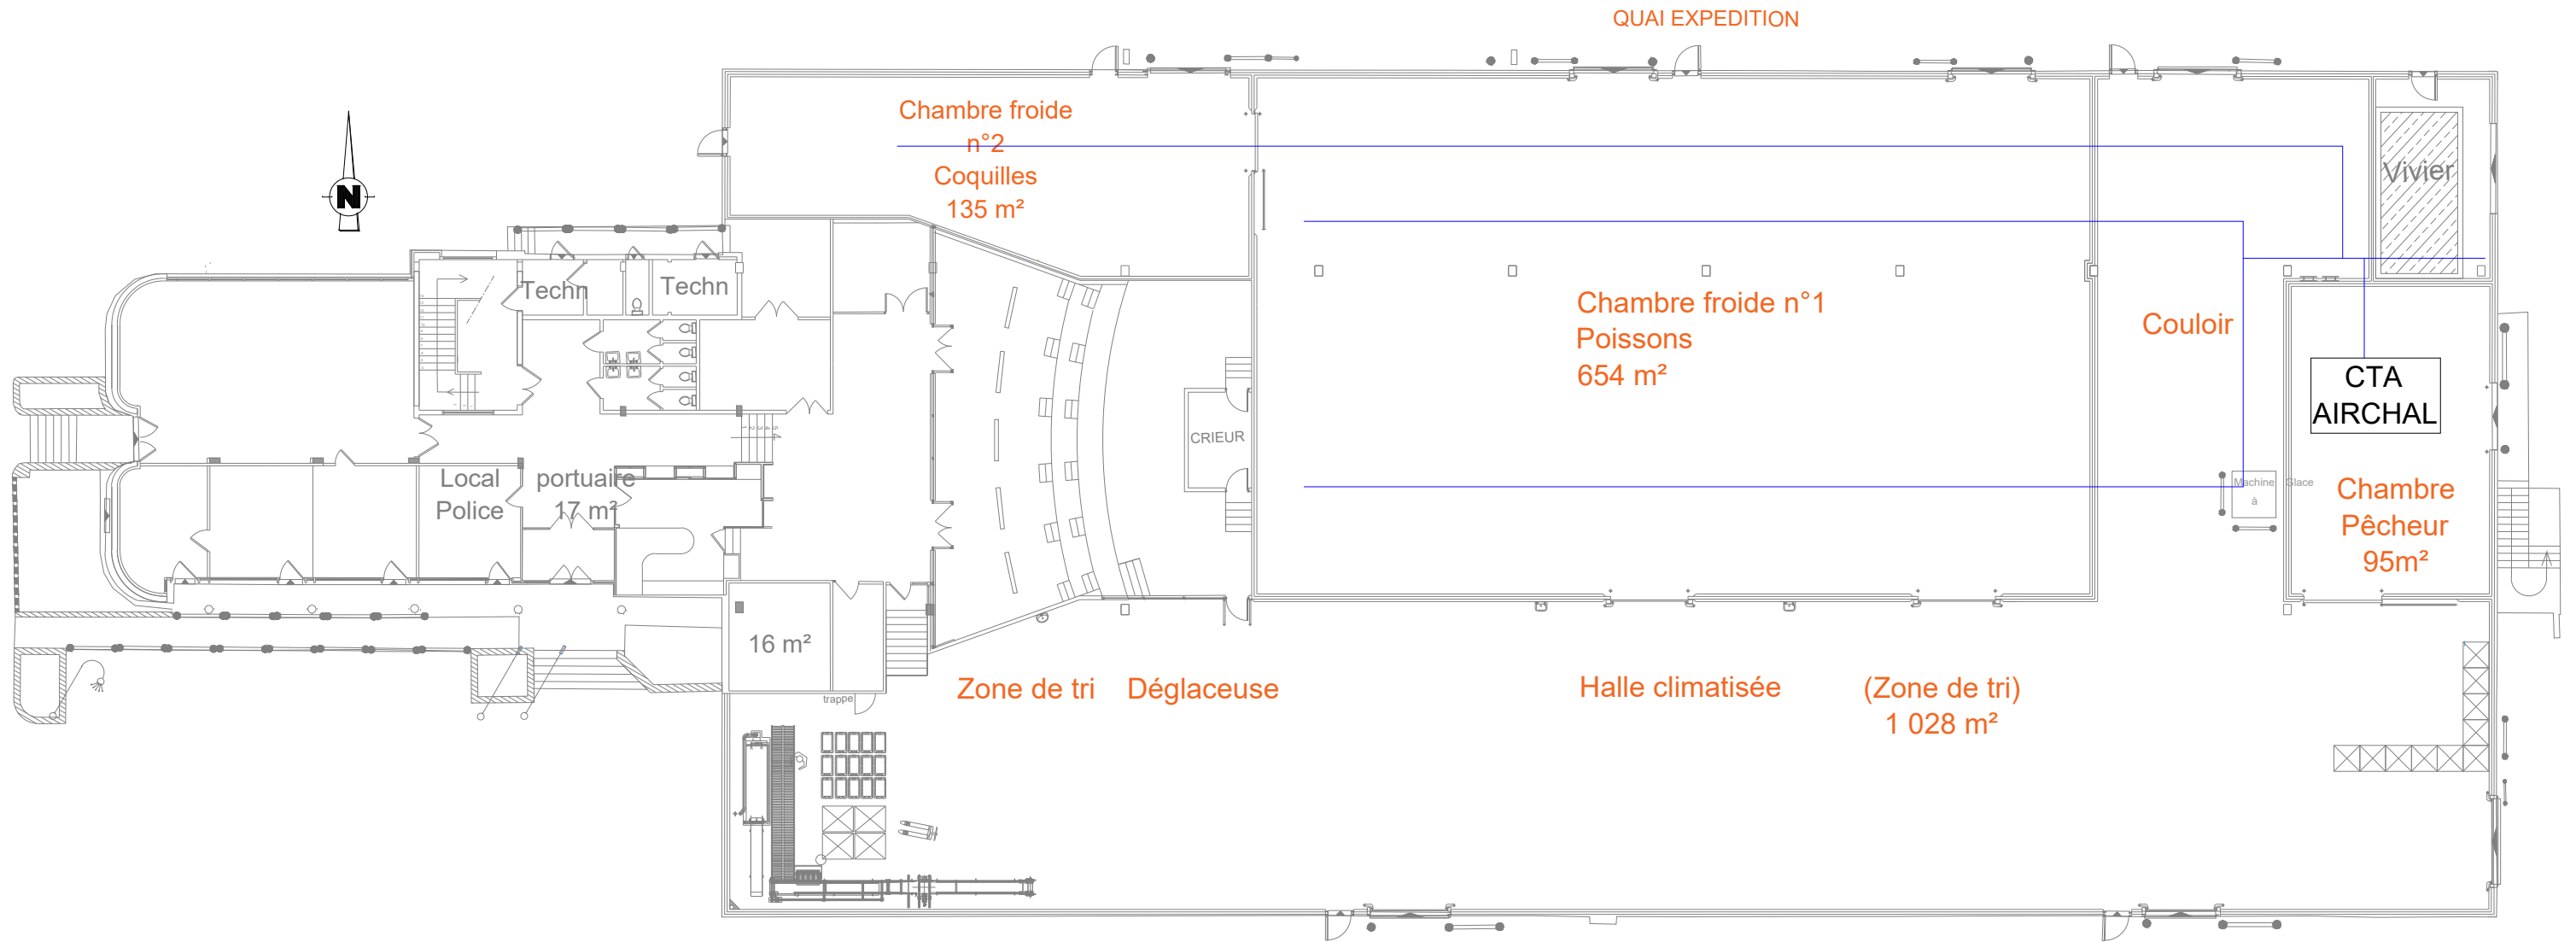 QUAI EXPEDITION
Chambre froide
n°2
Coquilles
135 m²
N
Vivier
Techn
Techn
Chambre froide n°1
Poissons
654 m²
Couloir
CTA
AIRCHAL
CRIEUR
Local portuaire
Police 17 m²
Machine Glace
à
Chambre
Pêcheur
95m²
16 m²
trappe
Zone de tri Déglaceuse
Halle climatisée (Zone de tri)
1 028 m²